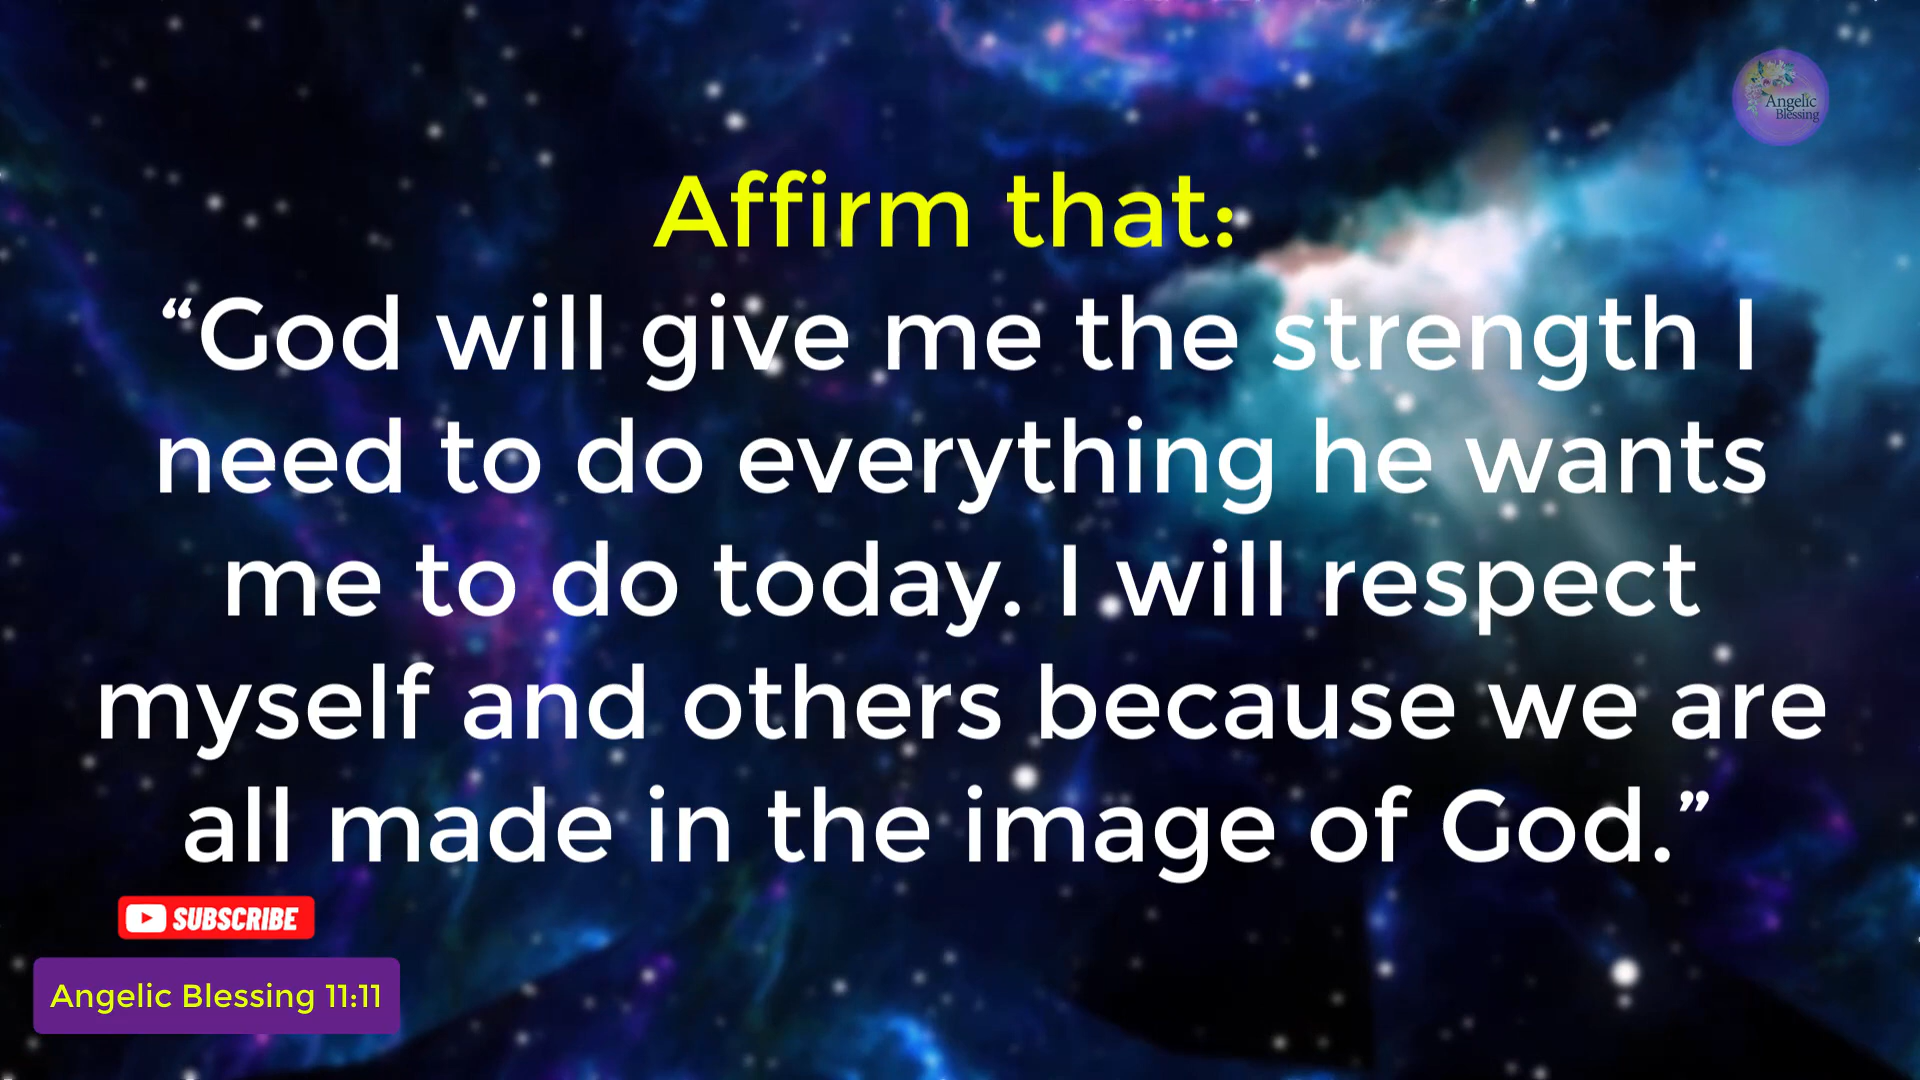 Angelic
Blessing
Affirm that:
“God will give me the strength I
need to do everything he wants
me to do today. I will respect
myself and others because we are
all made in the image of God.”
SUBSCRIBE
Angelic Blessing 11:11